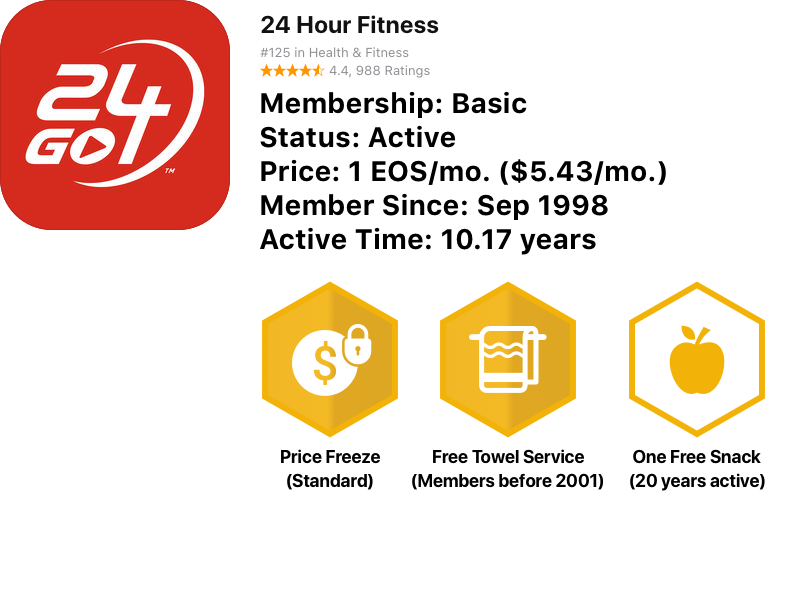 24
GO
TM
24 Hour Fitness
#125 in Health & Fitness
4.4, 988 Ratings
Membership: Basic
Status: Active
Price: 1 EOS/mo. ($5.43/mo.)
Member Since: Sep 1998
Active Time: 10.17 years
$
Price Freeze
(Standard)
Free Towel Service
(Members before 2001)
One Free Snack
(20 years active)